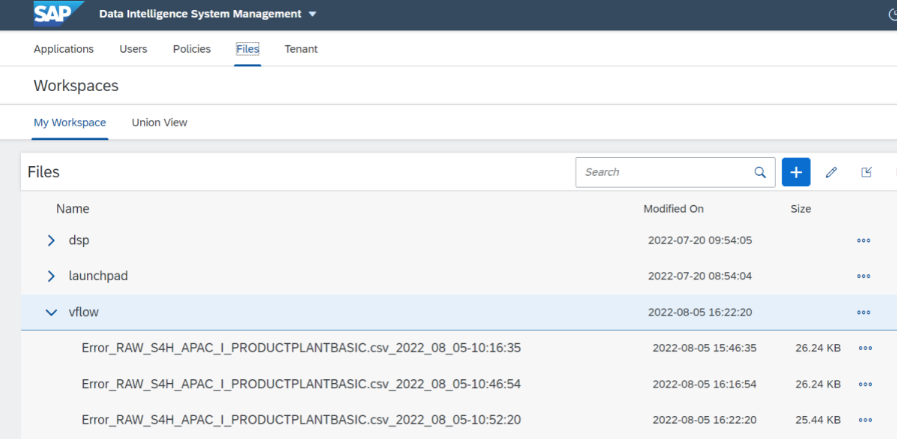 SAP Data Intelligence System Management
Applications Users Policies Files Tenant
Workspaces
My Workspace Union View
Files Search
Name Modified On Size
dsp 2022-07-20 09:54:05
launchpad 2022-07-20 08:54:04
vflow 2022-08-05 16:22:20
Error_RAW_S4H_APAC_I_PRODUCTPLANTBASIC.csv_2022_08_05-10:16:35 2022-08-05 15:46:35 26.24 KB
Error_RAW_S4H_APAC_I_PRODUCTPLANTBASIC.csv_2022_08_05-10:46:54 2022-08-05 16:16:54 26.24 KB
Error_RAW_S4H_APAC_I_PRODUCTPLANTBASIC.csv_2022_08_05-10:52:20 2022-08-05 16:22:20 25.44 KB